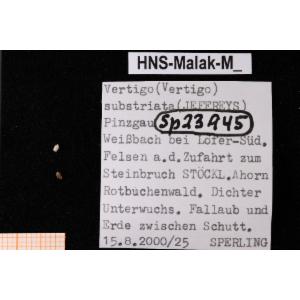 HNS-Malak-M_
Vertigo(Vertigo)
substriata(JEFEREYS)
Pinzgau Sp23945
Weißbach bei Lofer-Süd.
Felsen a.d.Zufahrt zum
Steinbruch STÖCKL.Ahorn
Rotbuchenwald. Dichter
Unterwuchs. Fallaub und
Erde zwischen Schutt.
15.8.2000/25 SPERLING